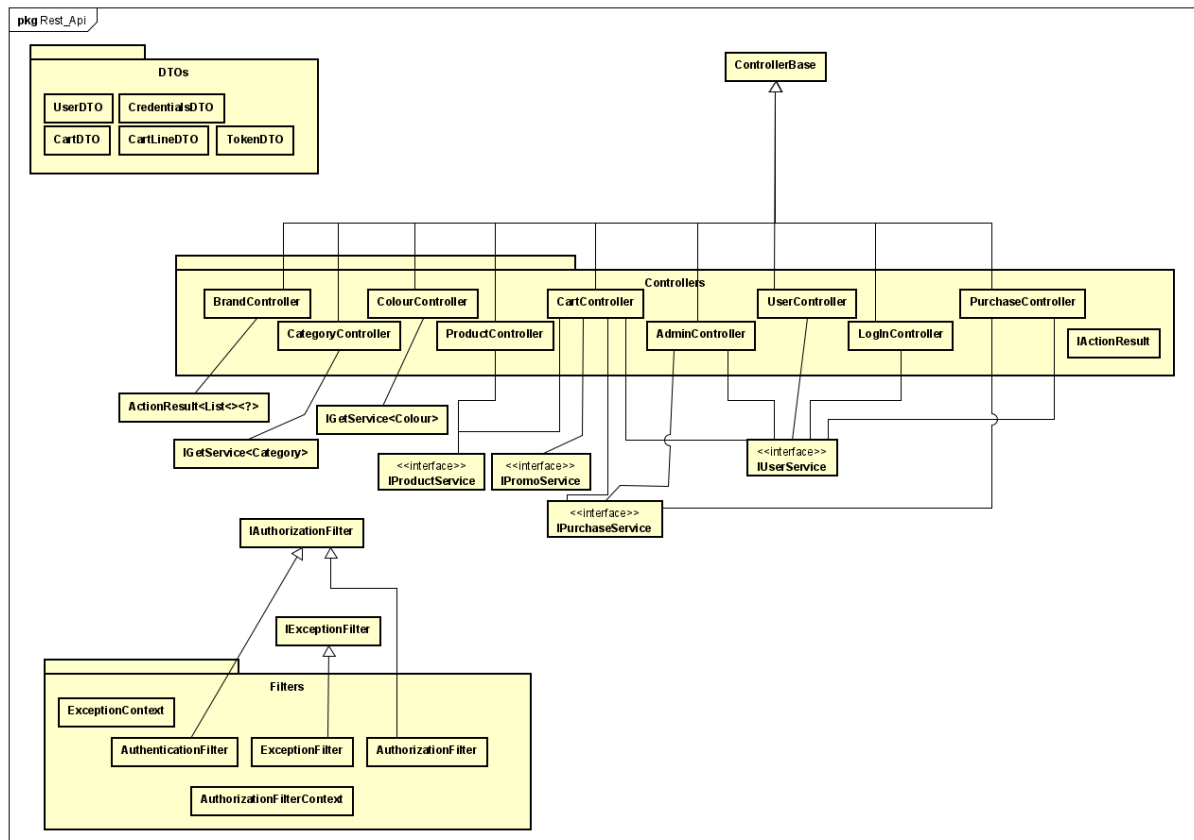 pkg Rest_Api
DTOs
UserDTO
CredentialsDTO
CartDTO
CartLineDTO
TokenDTO
ControllerBase
Controllers
BrandController
ColourController
CartController
UserController
PurchaseController
CategoryController
ProductController
AdminController
LogInController
IActionResult
ActionResult<List<><?>
IGetService<Colour>
IGetService<Category>
<<interface>>
IProductService
<<interface>>
IPromoService
<<interface>>
IUserService
<<interface>>
IPurchaseService
IAuthorizationFilter
IExceptionFilter
Filters
ExceptionContext
AuthenticationFilter
ExceptionFilter
AuthorizationFilter
AuthorizationFilterContext